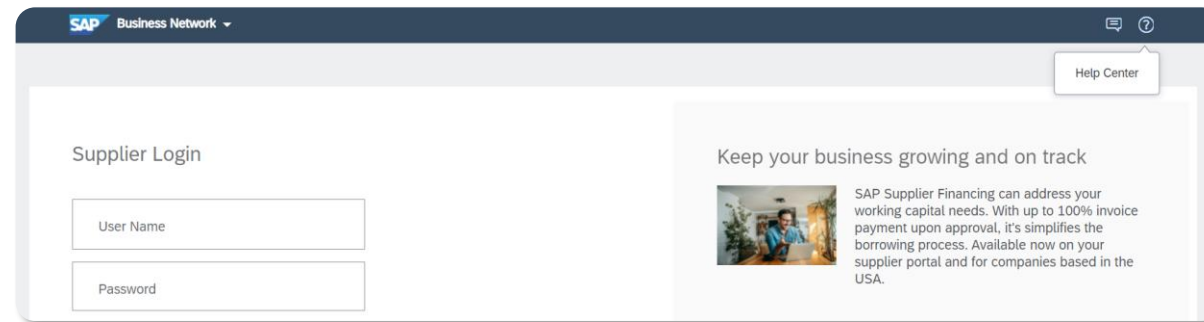 SAP Business Network
Help Center
Supplier Login
User Name
Password
Keep your business growing and on track
SAP Supplier Financing can address your
working capital needs. With up to 100% invoice
payment upon approval, it's simplifies the
borrowing process. Available now on your
supplier portal and for companies based in the
USA.